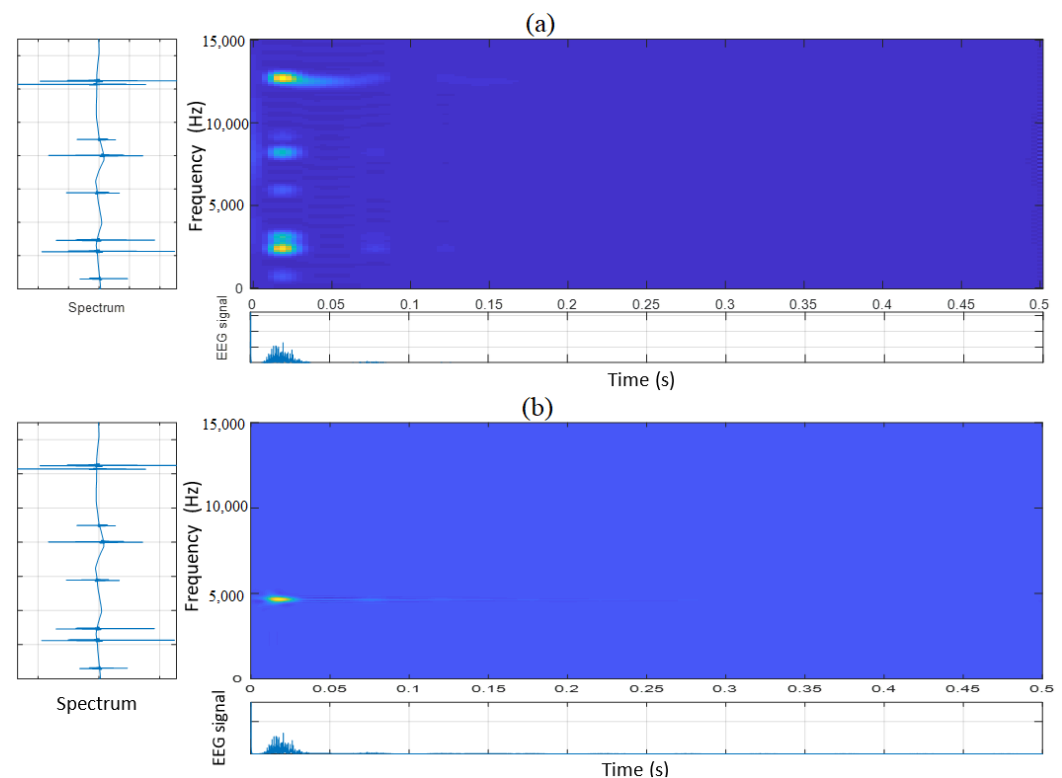 (a)
15,000
10,000
5,000
0
Frequency (Hz)
Spectrum
0 0.05 0.1 0.15 0.2 0.25 0.3 0.35 0.4 0.45 0.5
EEG signal
Time (s)
(b)
15,000
10,000
5,000
0
Frequency (Hz)
Spectrum
0 0.05 0.1 0.15 0.2 0.25 0.3 0.35 0.4 0.45 0.5
EEG signal
Time (s)